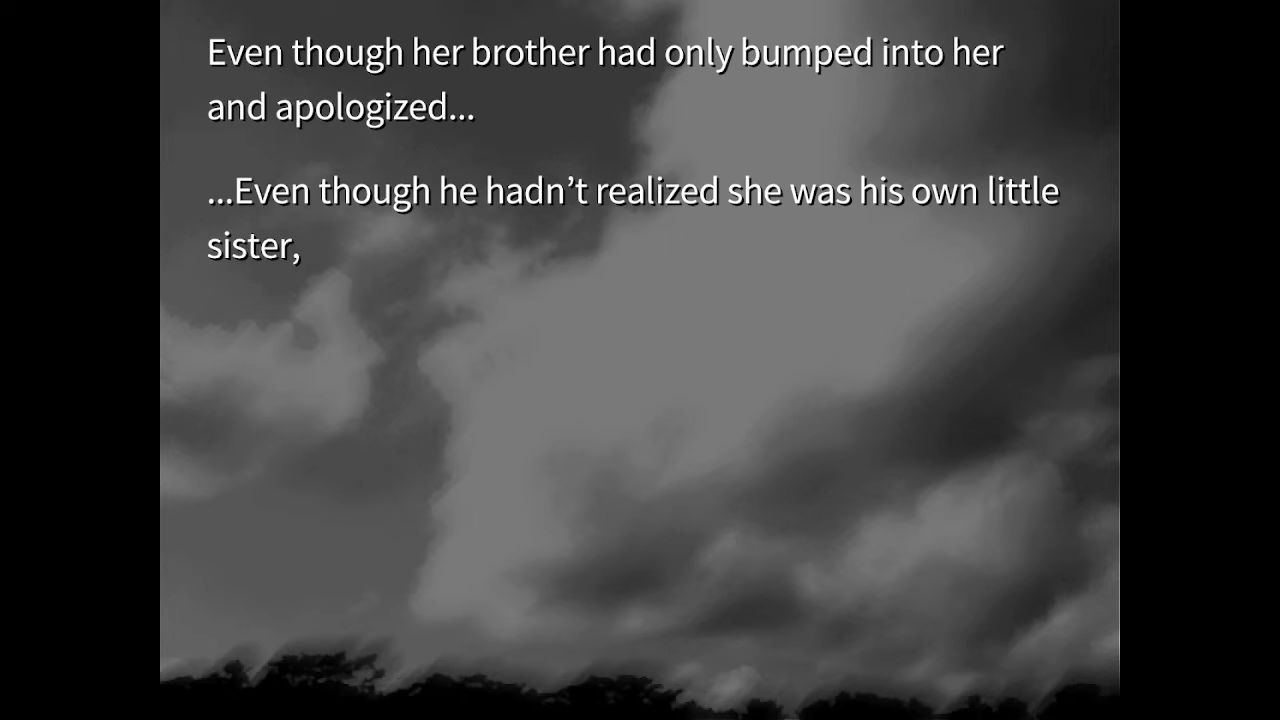 Even though her brother had only bumped into her
and apologized...
...Even though he hadn’t realized she was his own little
sister,